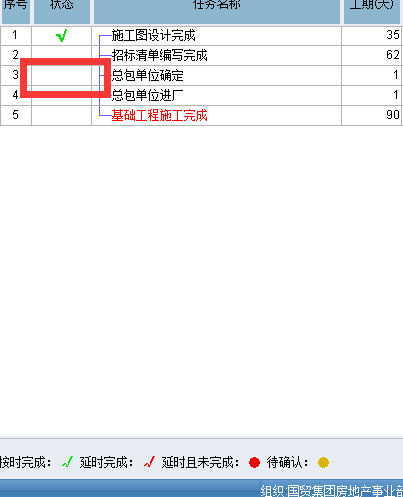 序号 状态 任务名称 工期(天)
1 施工图设计完成 35
2 招标清单编写完成 62
3 总包单位确定 1
4 总包单位进厂 1
5 基础工程施工完成 90
按时完成： 延时完成： 延时且未完成： 待确认：
组织:国贸集团房地产事业部